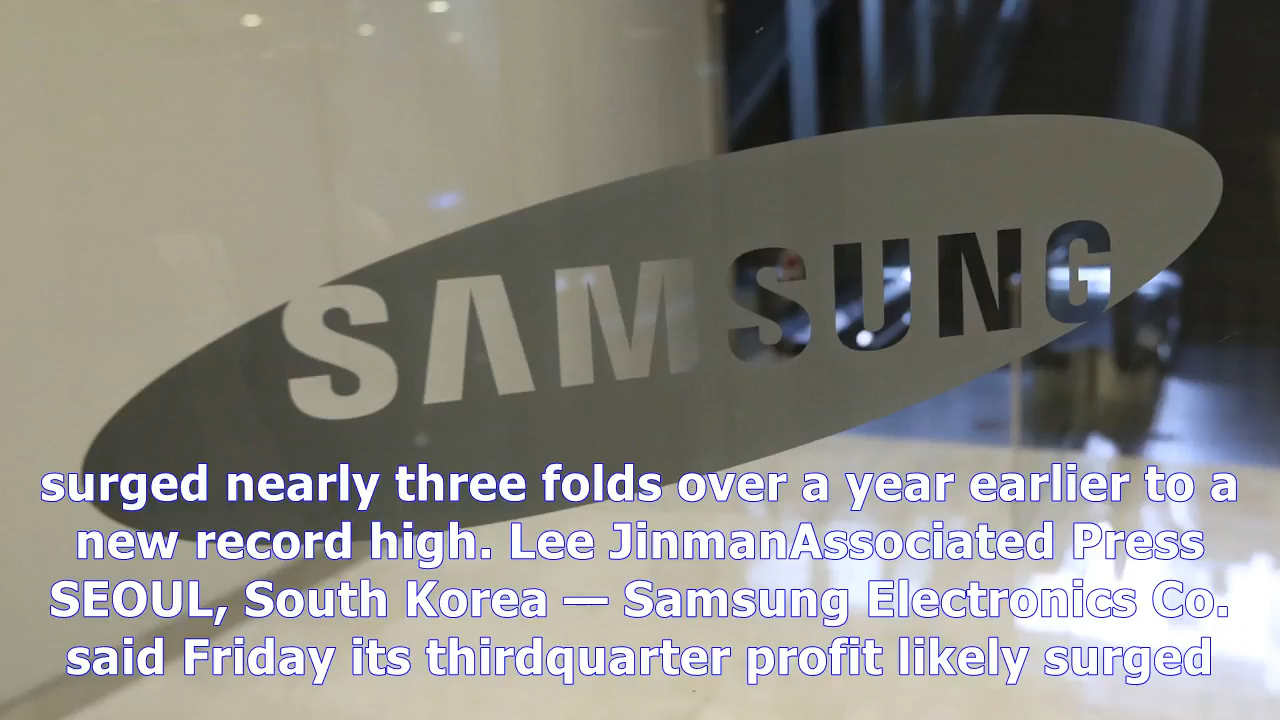 SAMSUNG
surged nearly three folds over a year earlier to a
new record high. Lee JinmanAssociated Press
SEOUL, South Korea — Samsung Electronics Co.
said Friday its thirdquarter profit likely surged